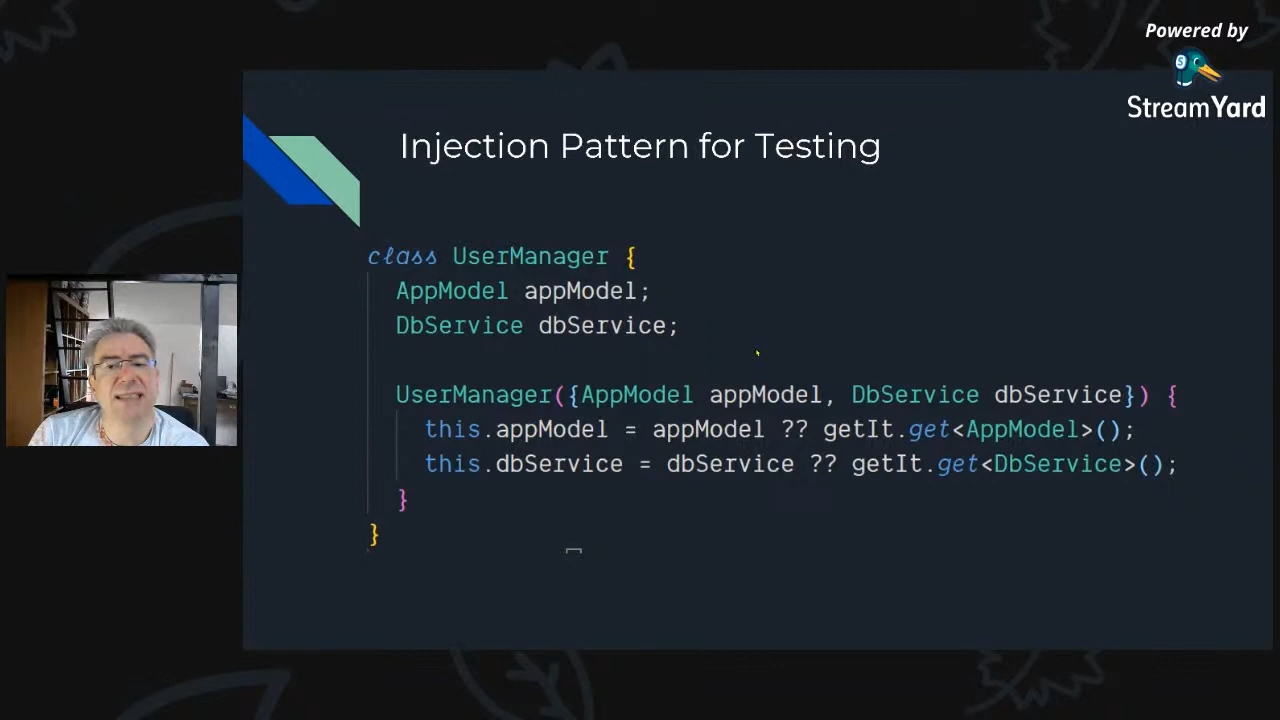 Powered by
StreamYard
Injection Pattern for Testing
class UserManager {
AppModel appModel;
DbService dbService;
UserManager({AppModel appModel, DbService dbService}) {
this.appModel = appModel ?? getIt.get<AppModel>();
this.dbService = dbService ?? getIt.get<DbService>();
}
}